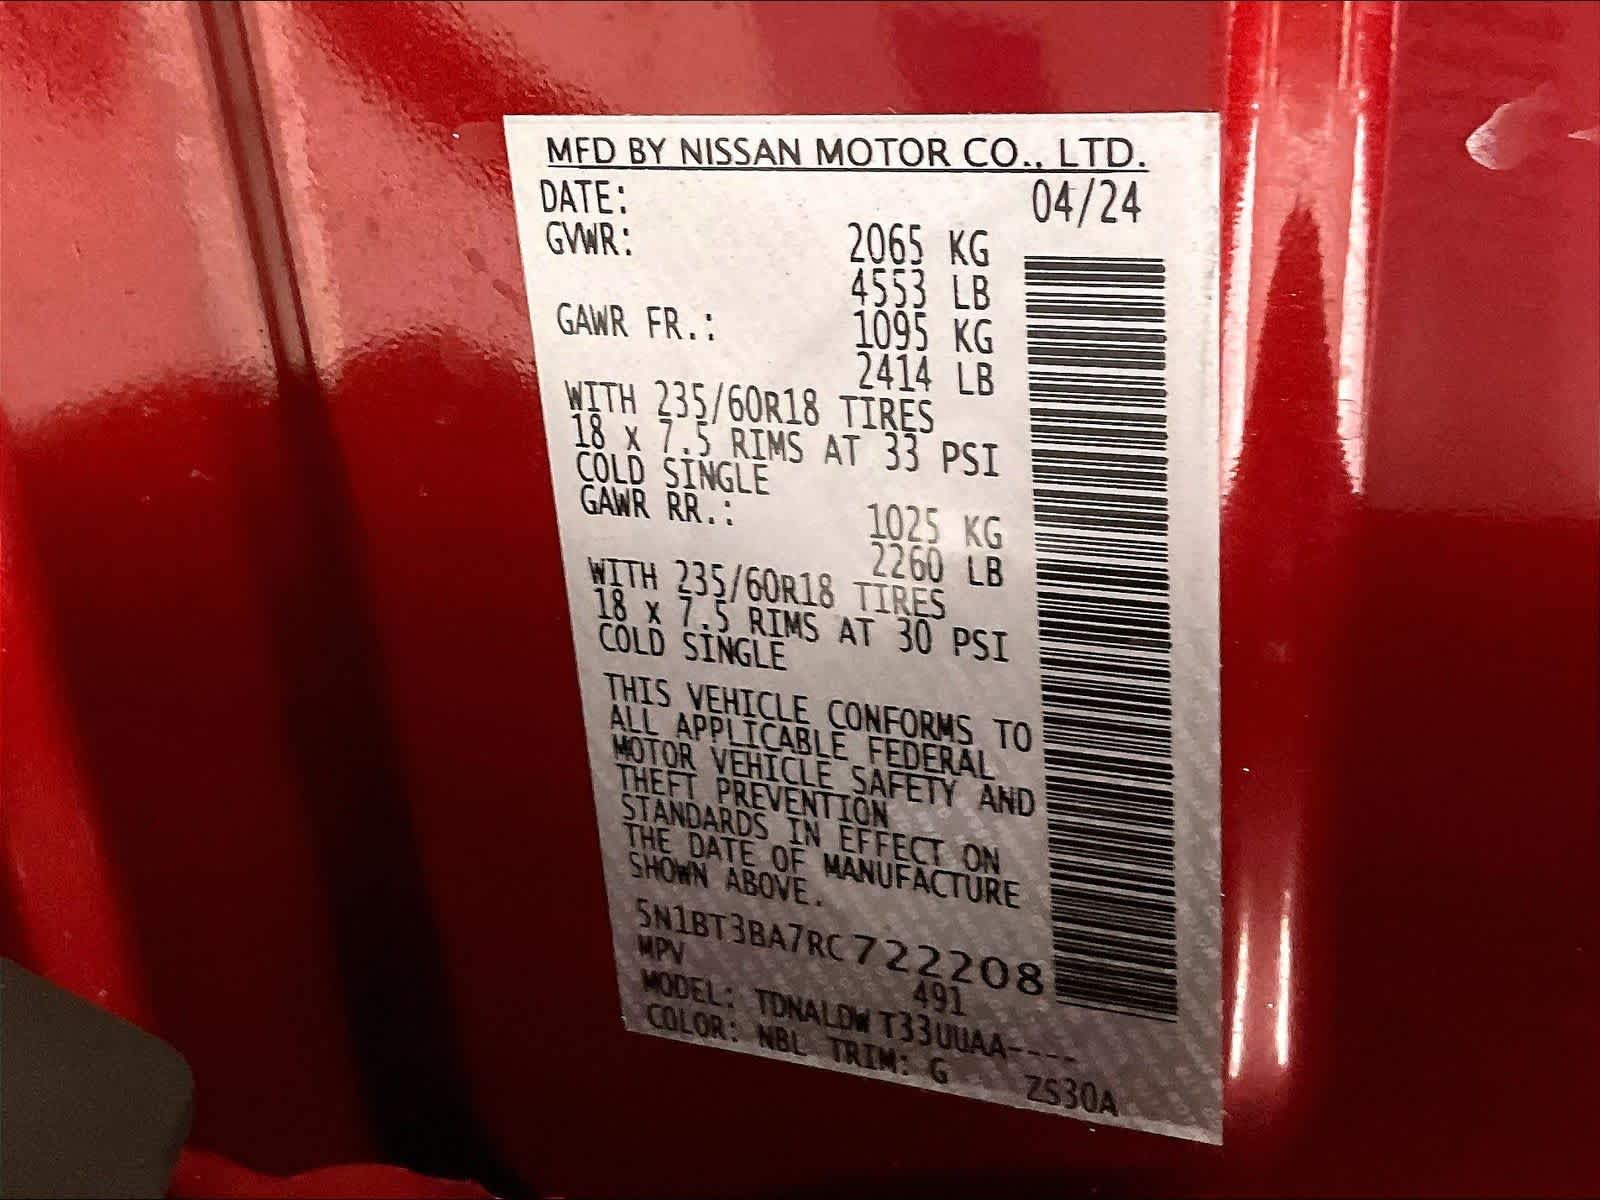 MFD BY NISSAN MOTOR CO., LTD.
DATE: 04/24
GVWR: 2065 KG
4553 LB
GAWR FR.: 1095 KG
2414 LB
WITH 235/60R18 TIRES
18 x 7.5 RIMS AT 33 PSI
COLD SINGLE
GAWR RR.: 1025 KG
2260 LB
WITH 235/60R18 TIRES
18 x 7.5 RIMS AT 30 PSI
COLD SINGLE
THIS VEHICLE CONFORMS TO
ALL APPLICABLE FEDERAL
MOTOR VEHICLE SAFETY AND
THEFT PREVENTION
STANDARDS IN EFFECT ON
THE DATE OF MANUFACTURE
SHOWN ABOVE.
5N1BT3BA7RC722208
MPV 491
MODEL: TDNALDW T33UUAA----
COLOR: NBL TRIM: G ZS30A